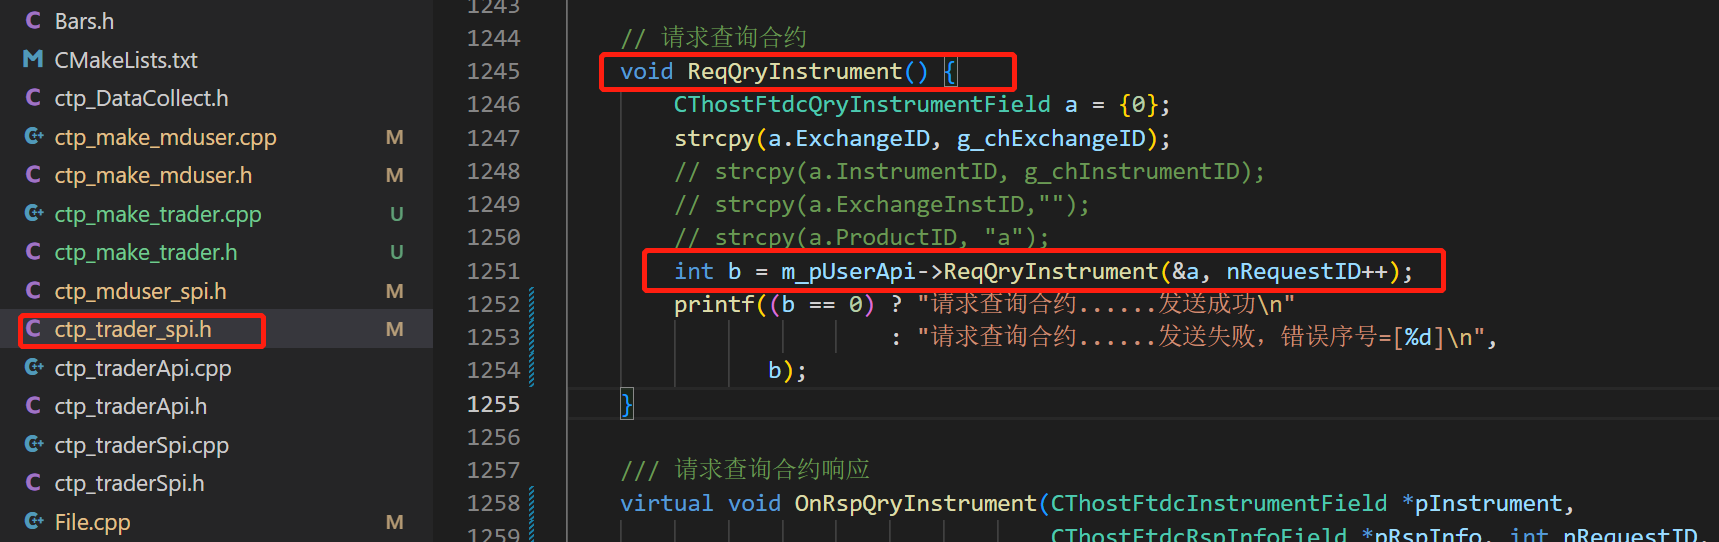 Bars.h
CMakeLists.txt
ctp_DataCollect.h
ctp_make_mduser.cpp M
ctp_make_mduser.h M
ctp_make_trader.cpp U
ctp_make_trader.h U
ctp_mduser_spi.h M
ctp_trader_spi.h M
ctp_traderApi.cpp
ctp_traderApi.h
ctp_traderSpi.cpp
ctp_traderSpi.h
File.cpp M
1243
1244 // 请求查询合约
1245 void ReqQryInstrument() {
1246 CThostFtdcQryInstrumentField a = {0};
1247 strcpy(a.ExchangeID, g_chExchangeID);
1248 // strcpy(a.InstrumentID, g_chInstrumentID);
1249 // strcpy(a.ExchangeInstID,"");
1250 // strcpy(a.ProductID, "a");
1251 int b = m_pUserApi->ReqQryInstrument(&a, nRequestID++);
1252 printf((b == 0) ? "请求查询合约......发送成功\n"
1253 : "请求查询合约......发送失败，错误序号=[%d]\n",
1254 b);
1255 }
1256
1257 /// 请求查询合约响应
1258 virtual void OnRspQryInstrument(CThostFtdcInstrumentField *pInstrument,
1259 CThostFtdcRspInfoField *pRspInfo, int nRequestID,